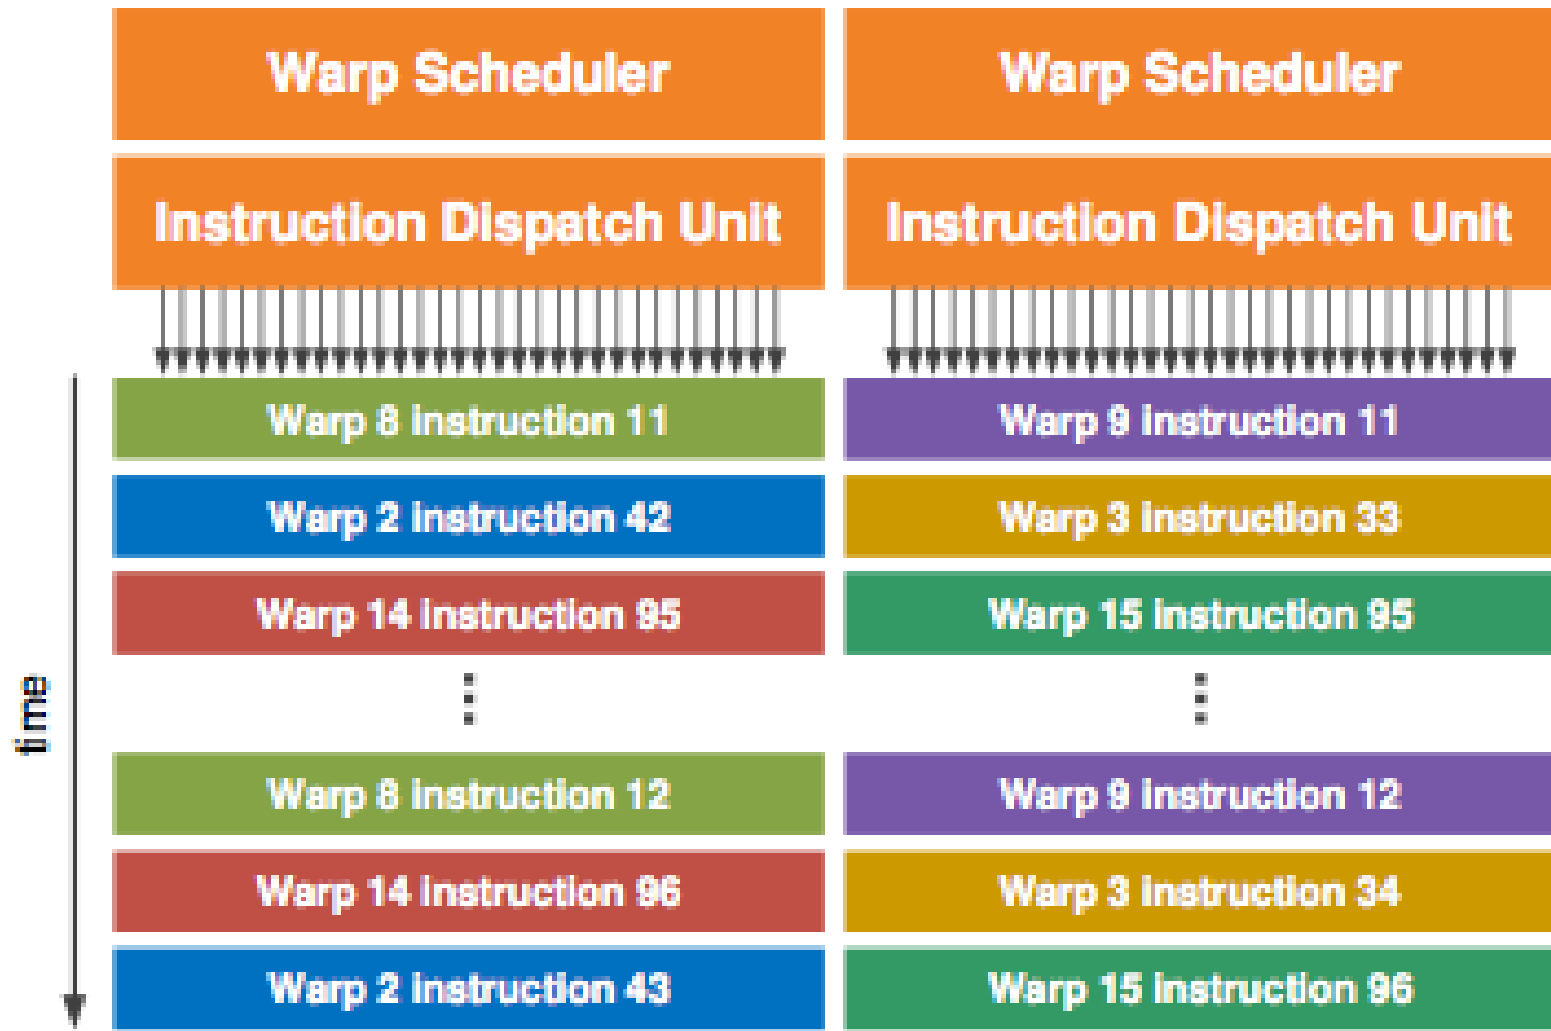 Warp Scheduler
Warp Scheduler
Instruction Dispatch Unit
Instruction Dispatch Unit
Warp 8 instruction 11
Warp 9 instruction 11
Warp 2 instruction 42
Warp 3 instruction 33
Warp 14 instruction 95
Warp 15 instruction 95
time
Warp 8 instruction 12
Warp 9 instruction 12
Warp 14 instruction 96
Warp 3 instruction 34
Warp 2 instruction 43
Warp 15 instruction 96